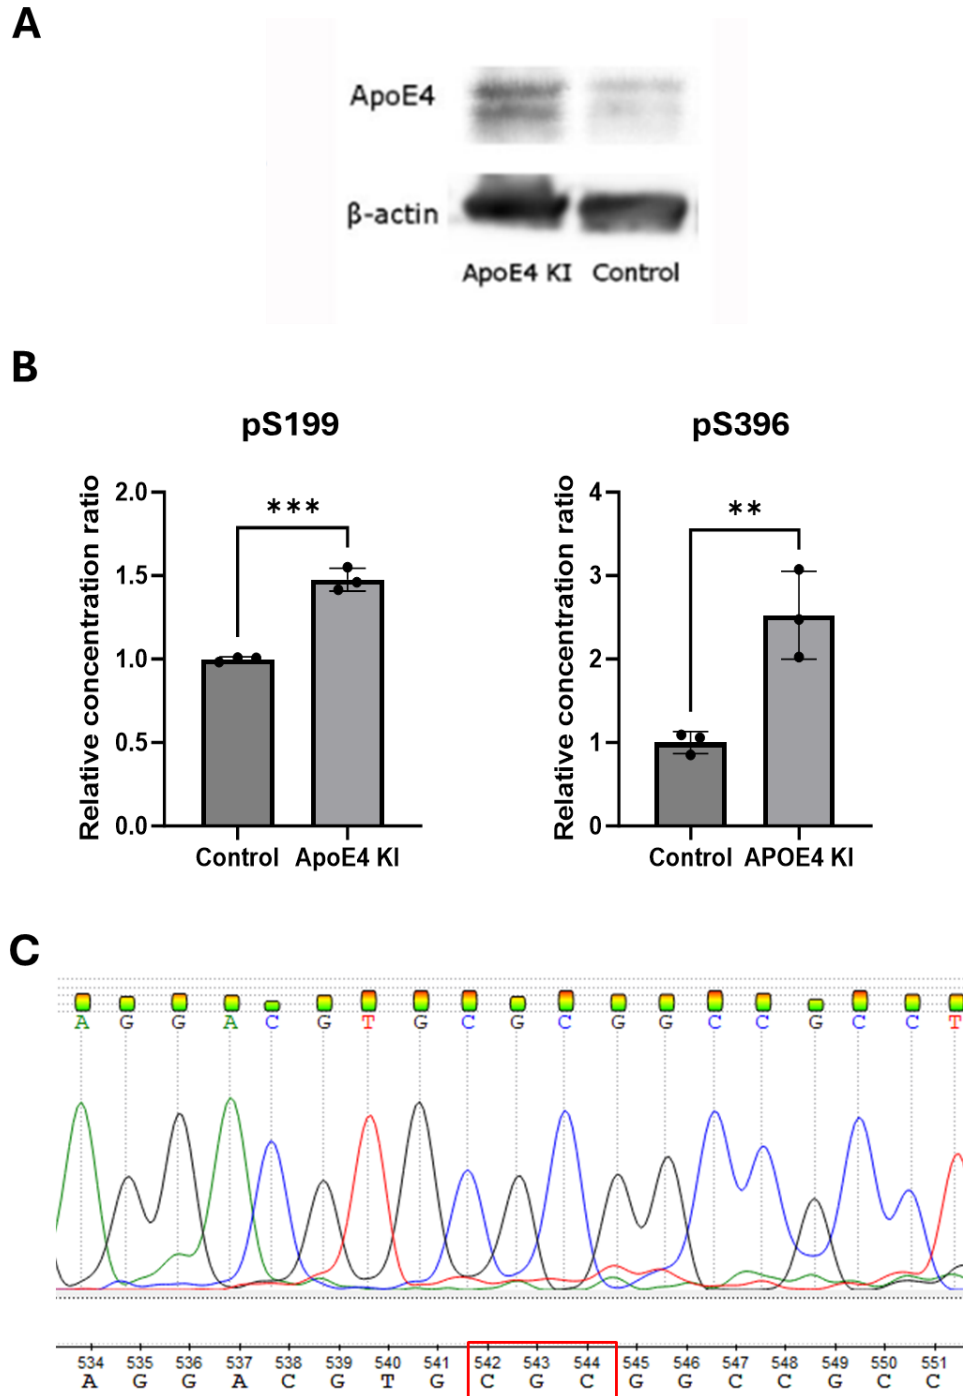 A
ApoE4
β-actin
ApoE4 KI Control
B
pS199
Relative concentration ratio
2.0
1.5
1.0
0.5
0.0
***
Control ApoE4 KI
pS396
Relative concentration ratio
4
3
2
1
0
**
Control APOE4 KI
C
A G G A C G T G C G C G G C C G C C T
534 535 536 537 538 539 540 541 542 543 544 545 546 547 548 549 550 551
A G G A C G T G C G C G G C C G C C